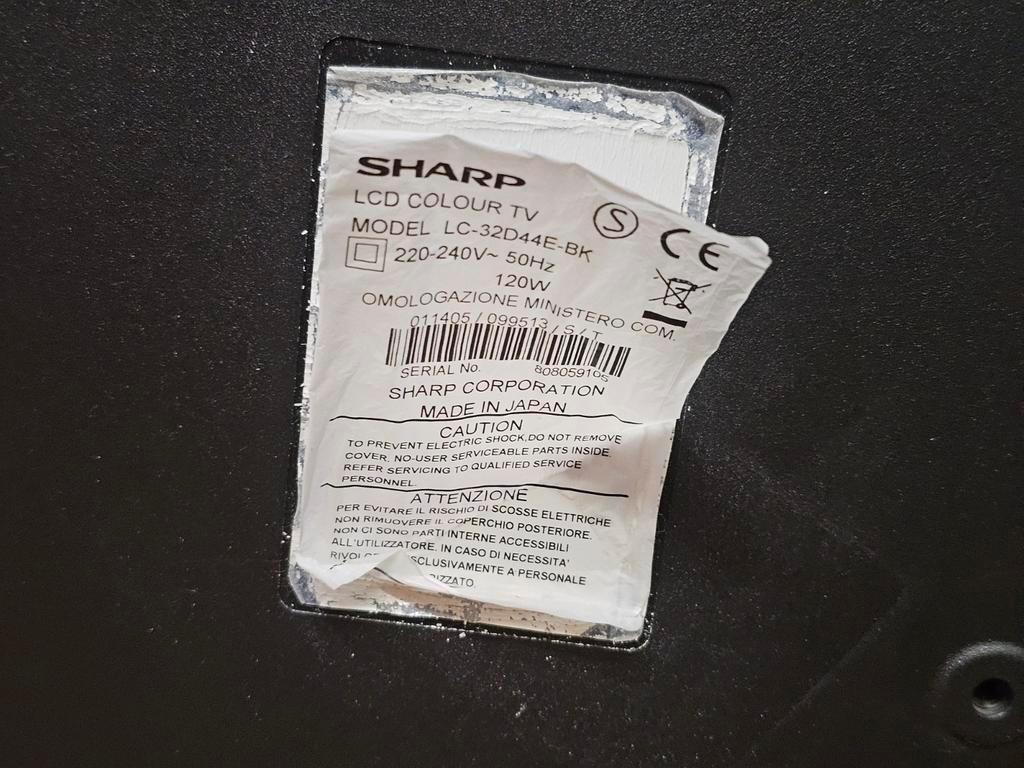 SHARP
LCD COLOUR TV
S
MODEL LC-32D44E-BK
CE
220-240V~ 50Hz
120W
OMOLOGAZIONE MINISTERO COM.
011405 / 099513 / S / T
SERIAL No. 808059165
SHARP CORPORATION
MADE IN JAPAN
CAUTION
TO PREVENT ELECTRIC SHOCK,DO NOT REMOVE
COVER. NO-USER SERVICEABLE PARTS INSIDE.
REFER SERVICING TO QUALIFIED SERVICE
PERSONNEL.
ATTENZIONE
PER EVITARE IL RISCHIO DI SCOSSE ELETTRICHE
NON RIMUOVERE IL COPERCHIO POSTERIORE.
NON CI SONO PARTI INTERNE ACCESSIBILI
ALL'UTILIZZATORE. IN CASO DI NECESSITA'
A PERSONALE